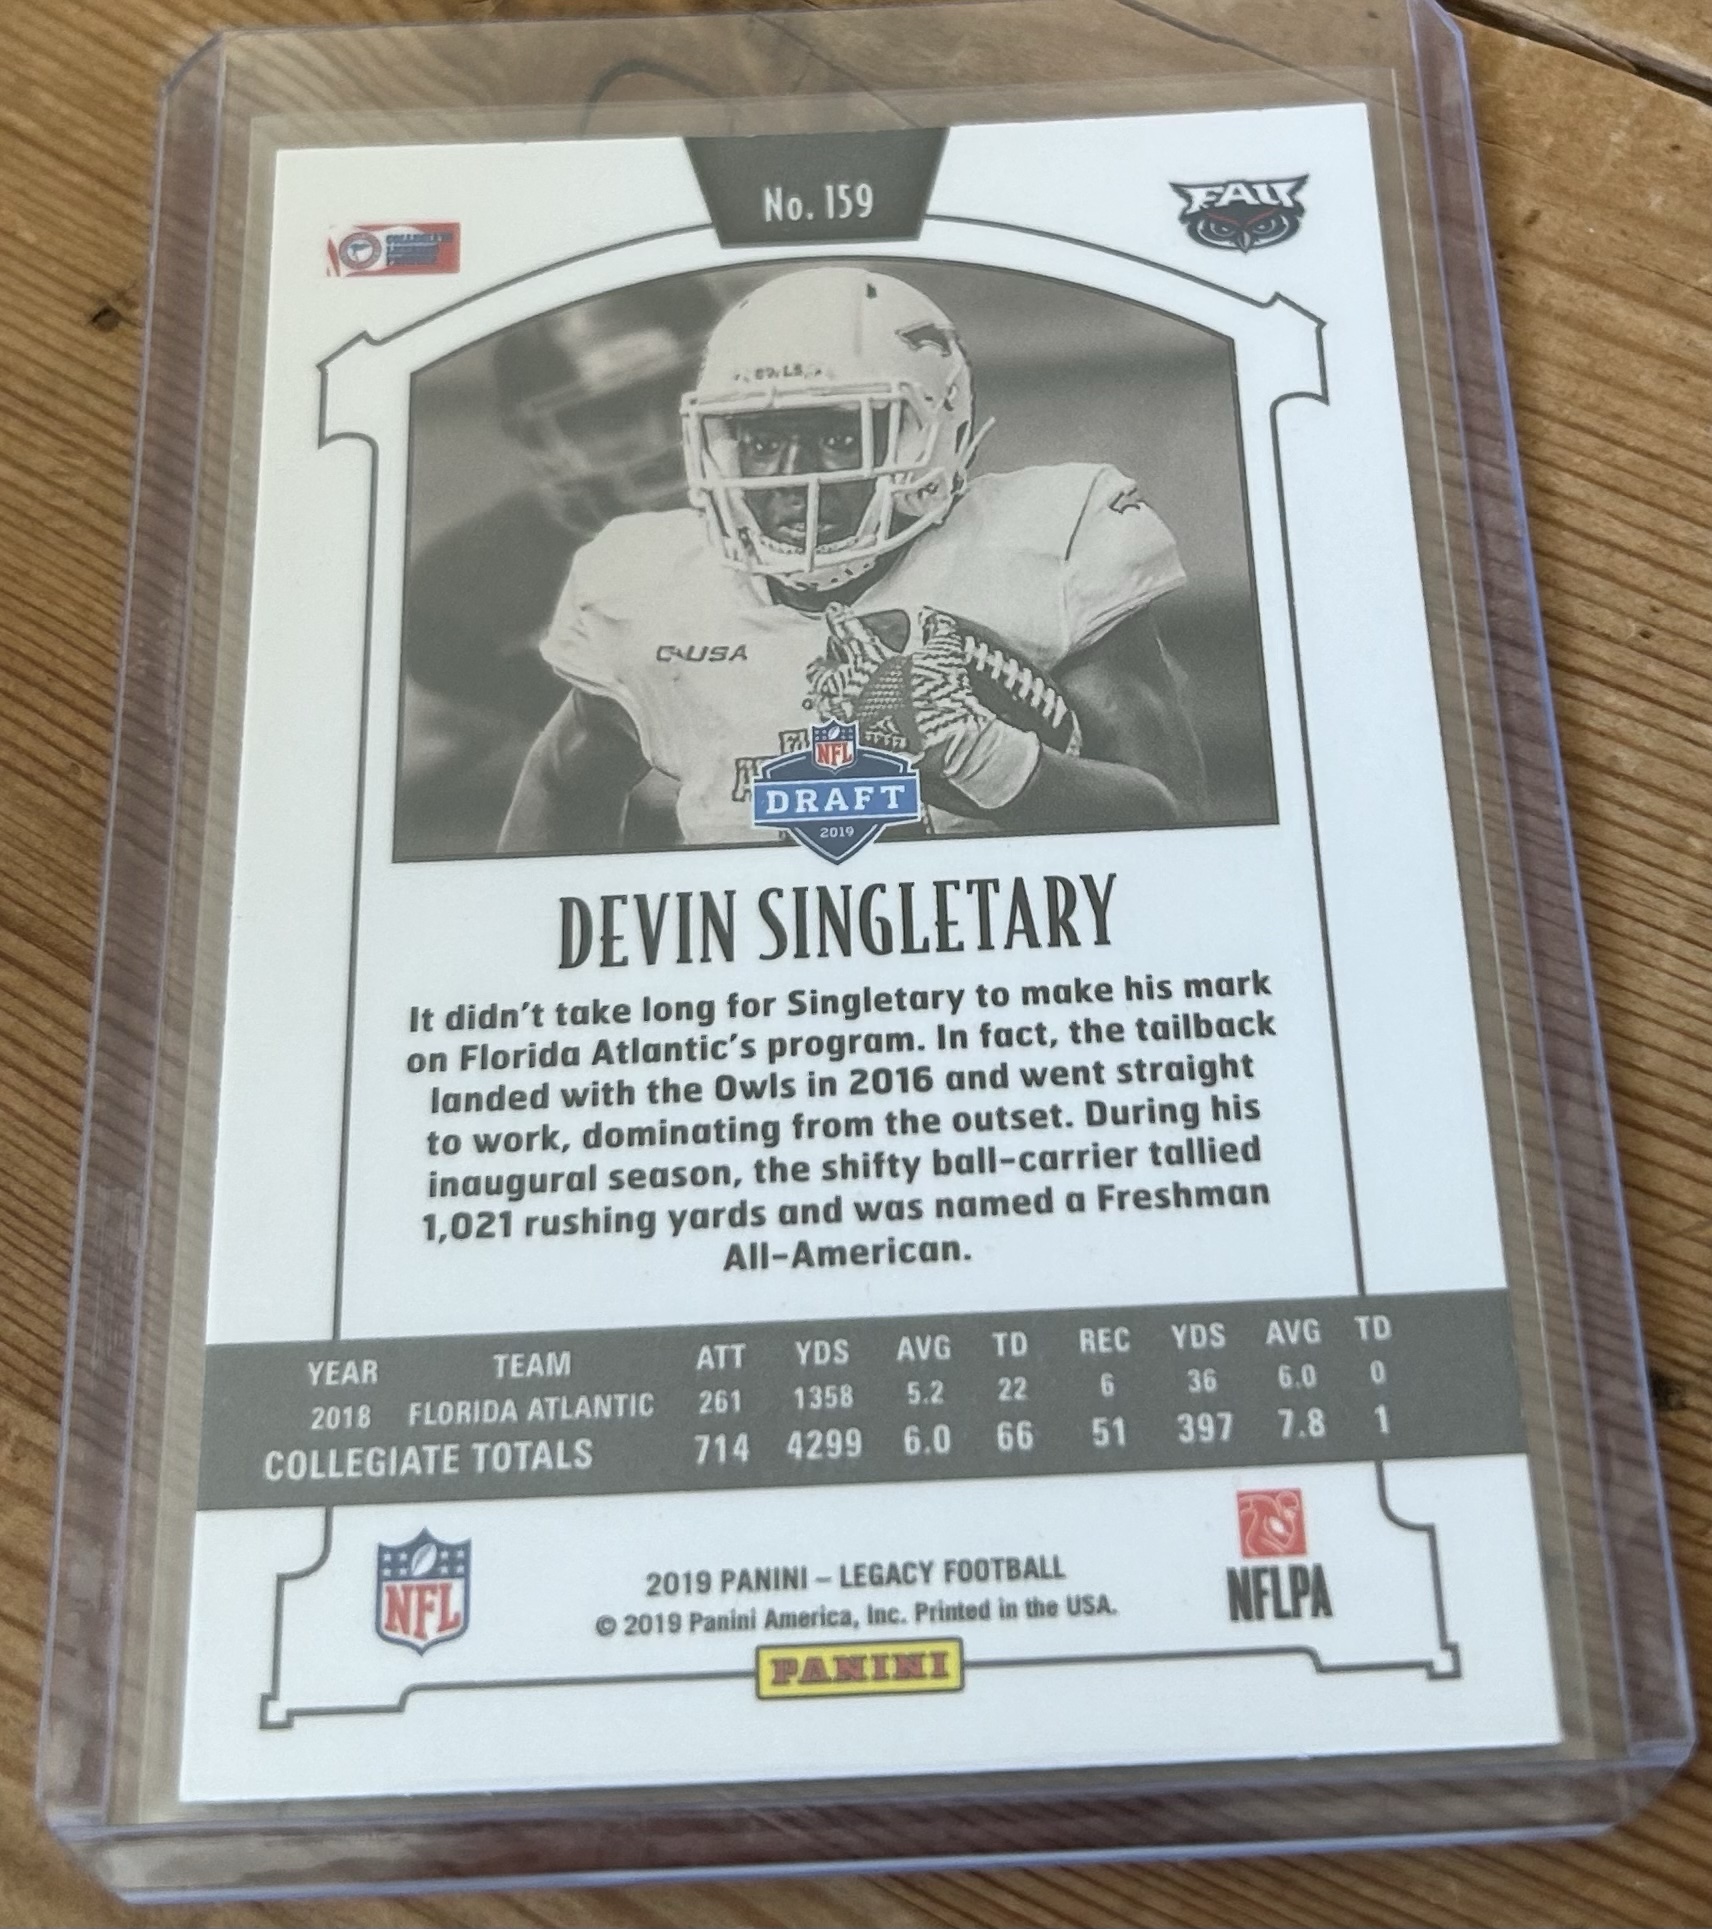 No. 159
FAU
COLLEGIATE
LICENSED
PRODUCT
OWLS
C-USA
NFL
DRAFT
2019
DEVIN SINGLETARY
It didn't take long for Singletary to make his mark
on Florida Atlantic's program. In fact, the tailback
landed with the Owls in 2016 and went straight
to work, dominating from the outset. During his
inaugural season, the shifty ball-carrier tallied
1,021 rushing yards and was named a Freshman
All-American.
YEAR TEAM ATT YDS AVG TD REC YDS AVG TD
2018 FLORIDA ATLANTIC 261 1358 5.2 22 6 36 6.0 0
COLLEGIATE TOTALS 714 4299 6.0 66 51 397 7.8 1
NFL
2019 PANINI – LEGACY FOOTBALL
© 2019 Panini America, Inc. Printed in the USA.
NFLPA
PANINI